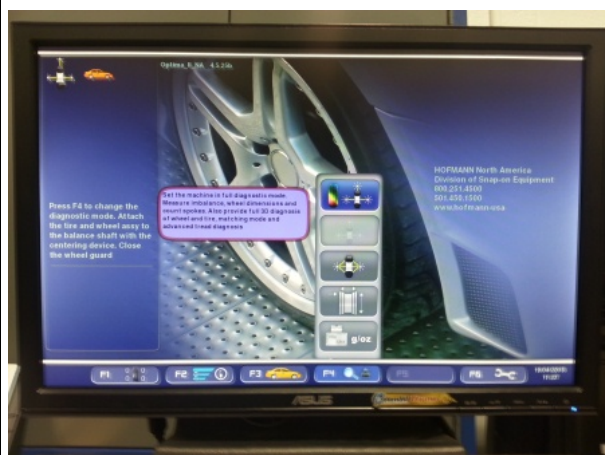 Optima_II_NA 4.5.29b
HOFMANN North America
Division of Snap-on Equipment
800.251.4500
501.450.1500
www.hofmann-usa
Set the machine in full diagnostic mode.
Measure imbalance, wheel dimensions and
count spokes. Also provide full 3D diagnosis
of wheel and tire, matching mode and
advanced tread diagnosis
Press F4 to change the
diagnostic mode. Attach
the tire and wheel assy to
the balance shaft with the
centering device. Close
the wheel guard
g/oz
F1
F2
F3
F4
F5
F6
ASUS